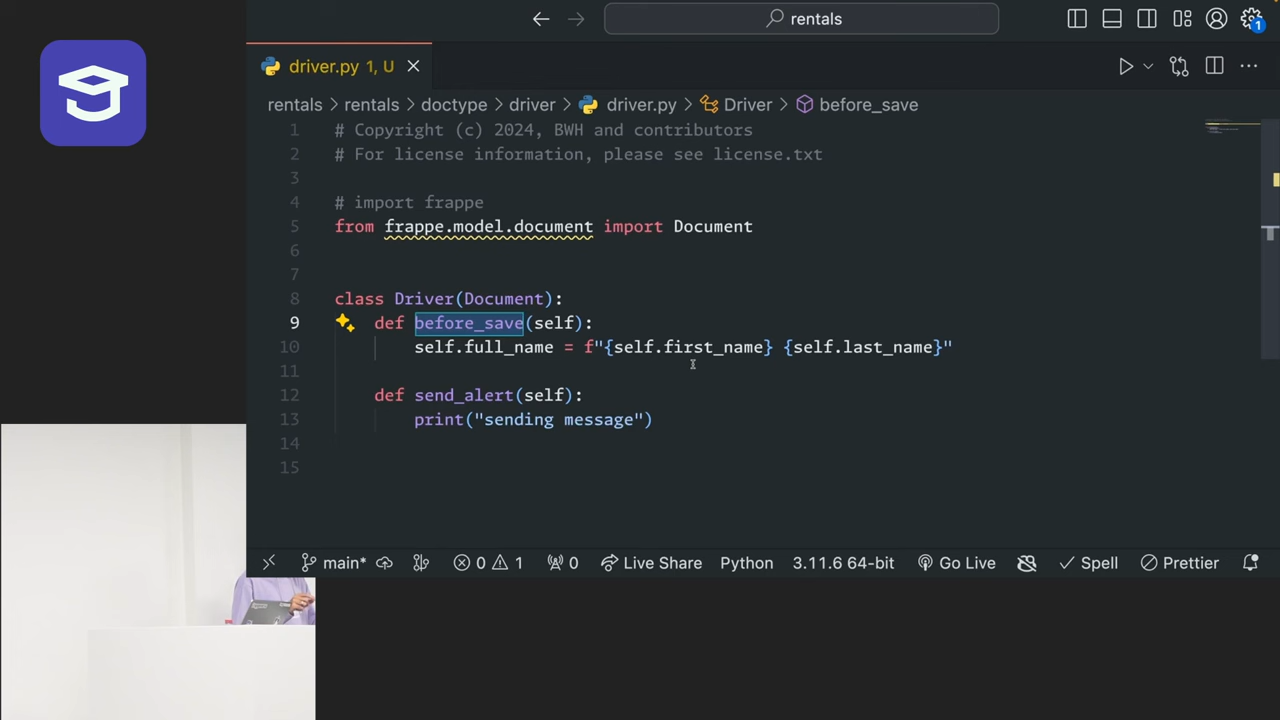 rentals
driver.py 1, U
rentals > rentals > doctype > driver > driver.py > Driver > before_save
1 # Copyright (c) 2024, BWH and contributors
2 # For license information, please see license.txt
3
4 # import frappe
5 from frappe.model.document import Document
6
7
8 class Driver(Document):
9 def before_save(self):
10 self.full_name = f"{self.first_name} {self.last_name}"
11
12 def send_alert(self):
13 print("sending message")
14
15
main* 0 1 0 Live Share Python 3.11.6 64-bit Go Live Spell Prettier
1